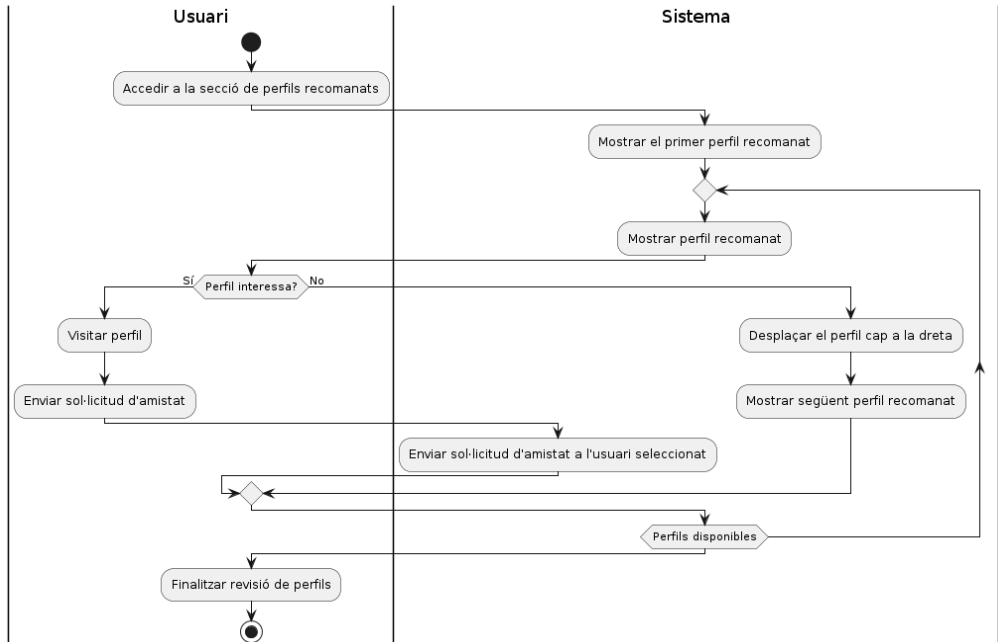 Usuari
Sistema
Accedir a la secció de perfils recomanats
Mostrar el primer perfil recomanat
Mostrar perfil recomanat
Sí
Perfil interessa?
No
Visitar perfil
Desplaçar el perfil cap a la dreta
Enviar sol·licitud d'amistat
Mostrar següent perfil recomanat
Enviar sol·licitud d'amistat a l'usuari seleccionat
Perfils disponibles
Finalitzar revisió de perfils